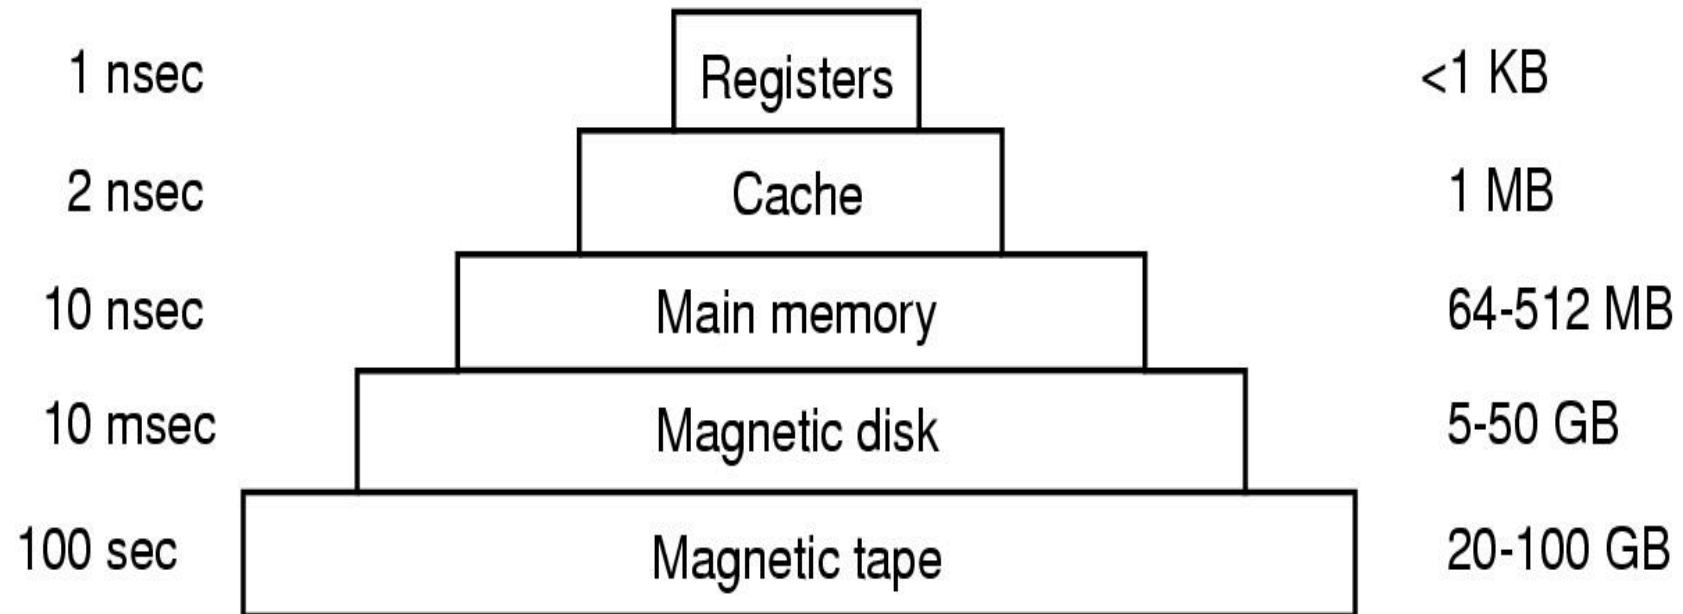 1 nsec Registers <1 KB
2 nsec Cache 1 MB
10 nsec Main memory 64-512 MB
10 msec Magnetic disk 5-50 GB
100 sec Magnetic tape 20-100 GB